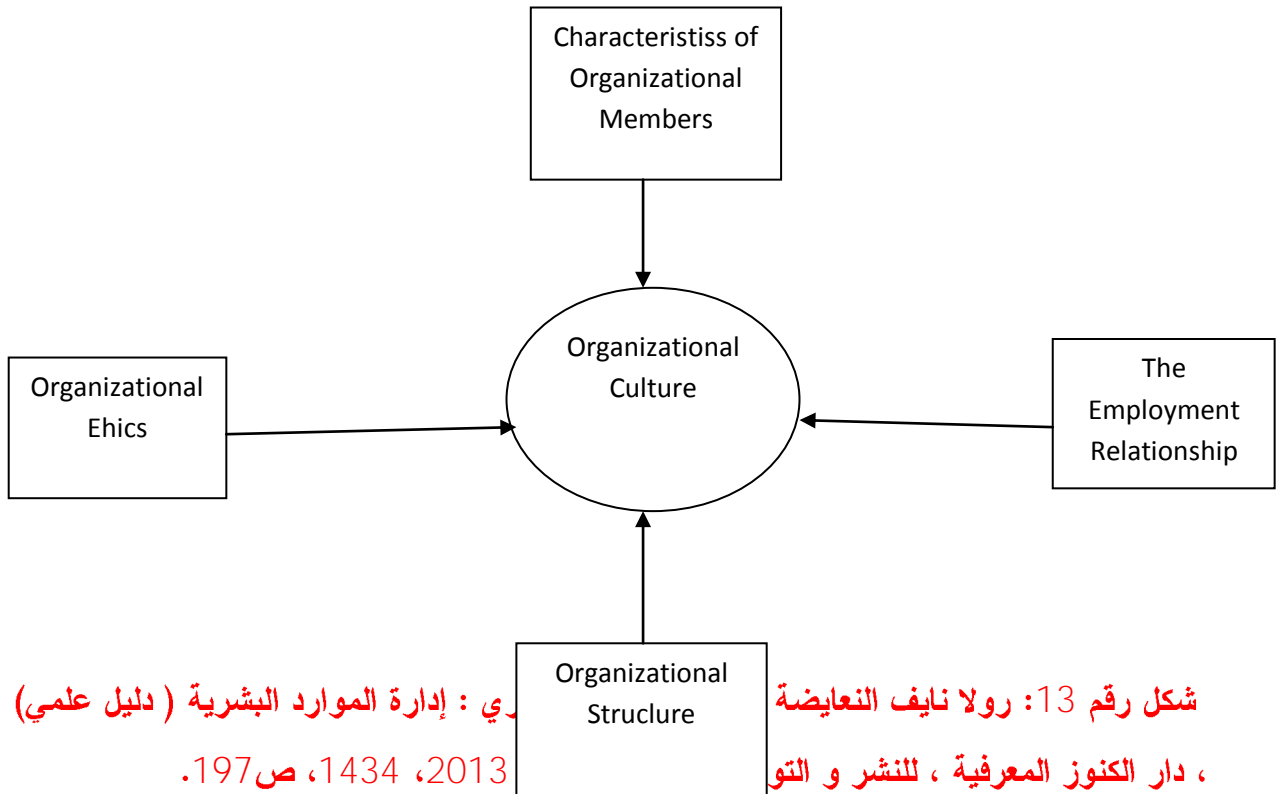 Characteristiss of
Organizational
Members
Organizational
Culture
Organizational
Ehics
The
Employment
Relationship
Organizational
Struclure
شكل رقم 13: رولا نايف النعايضة ري : إدارة الموارد البشرية ( دليل علمي)
، دار الكنوز المعرفية ، للنشر و التو 2013، 1434، ص197.